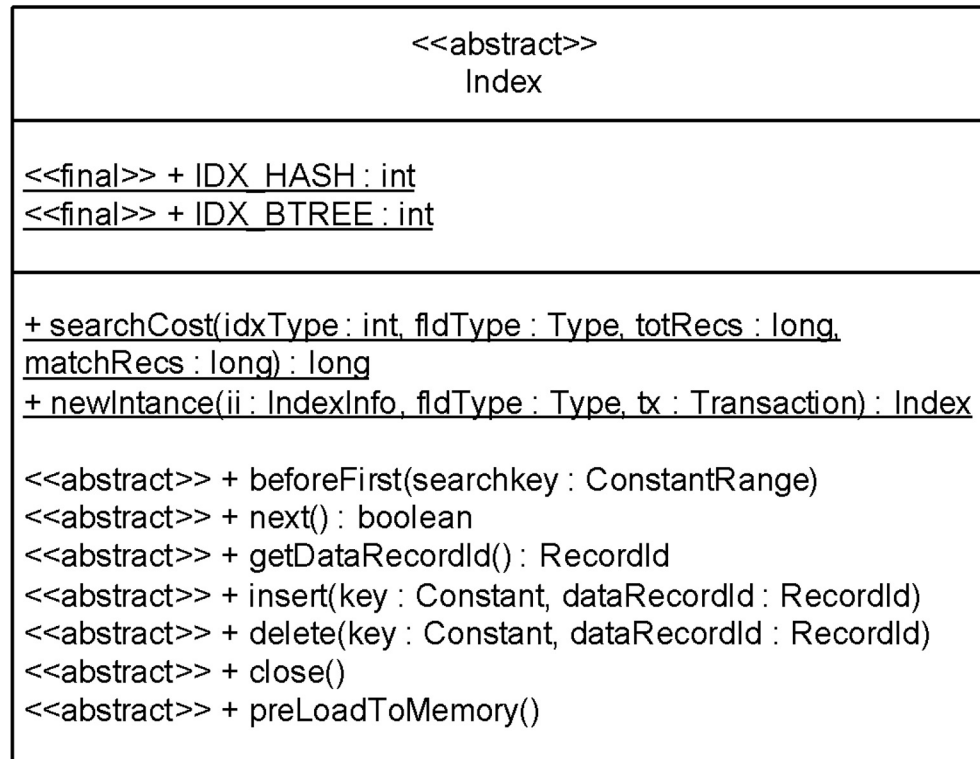 <<abstract>>
Index
<<final>> + IDX_HASH : int
<<final>> + IDX_BTREE : int
+ searchCost(idxType : int, fldType : Type, totRecs : long,
matchRecs : long) : long
+ newIntance(ii : IndexInfo, fldType : Type, tx : Transaction) : Index
<<abstract>> + beforeFirst(searchkey : ConstantRange)
<<abstract>> + next() : boolean
<<abstract>> + getDataRecordId() : RecordId
<<abstract>> + insert(key : Constant, dataRecordId : RecordId)
<<abstract>> + delete(key : Constant, dataRecordId : RecordId)
<<abstract>> + close()
<<abstract>> + preLoadToMemory()